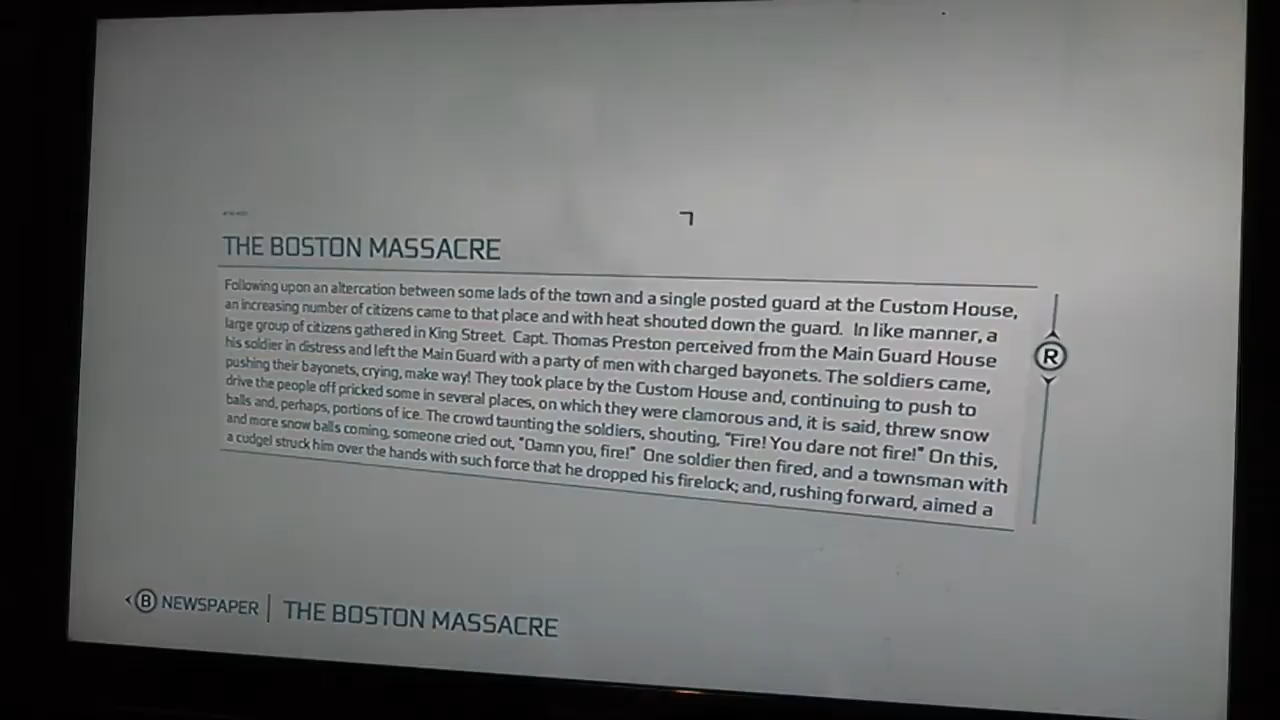 THE BOSTON MASSACRE
Following upon an altercation between some lads of the town and a single posted guard at the Custom House,
an increasing number of citizens came to that place and with heat shouted down the guard. In like manner, a
large group of citizens gathered in King Street. Capt. Thomas Preston perceived from the Main Guard House
his soldier in distress and left the Main Guard with a party of men with charged bayonets. The soldiers came,
pushing their bayonets, crying, make way! They took place by the Custom House and, continuing to push to
drive the people off pricked some in several places, on which they were clamorous and, it is said, threw snow
balls and, perhaps, portions of ice. The crowd taunting the soldiers, shouting, "Fire! You dare not fire!" On this,
and more snow balls coming, someone cried out, "Damn you, fire!" One soldier then fired, and a townsman with
a cudgel struck him over the hands with such force that he dropped his firelock; and, rushing forward, aimed a
R
B NEWSPAPER | THE BOSTON MASSACRE